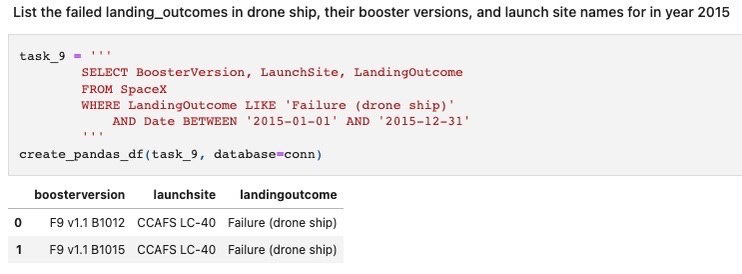 List the failed landing_outcomes in drone ship, their booster versions, and launch site names for in year 2015
task_9 = '''
SELECT BoosterVersion, LaunchSite, LandingOutcome
FROM SpaceX
WHERE LandingOutcome LIKE 'Failure (drone ship)'
AND Date BETWEEN '2015-01-01' AND '2015-12-31'
'''
create_pandas_df(task_9, database=conn)
boosterversion launchsite landingoutcome
0 F9 v1.1 B1012 CCAFS LC-40 Failure (drone ship)
1 F9 v1.1 B1015 CCAFS LC-40 Failure (drone ship)